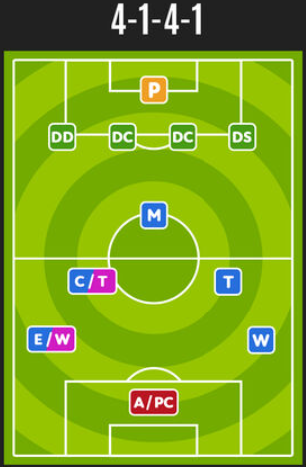 4-1-4-1
P
DD DC DC DS
M
C/T T
E/W W
A/PC